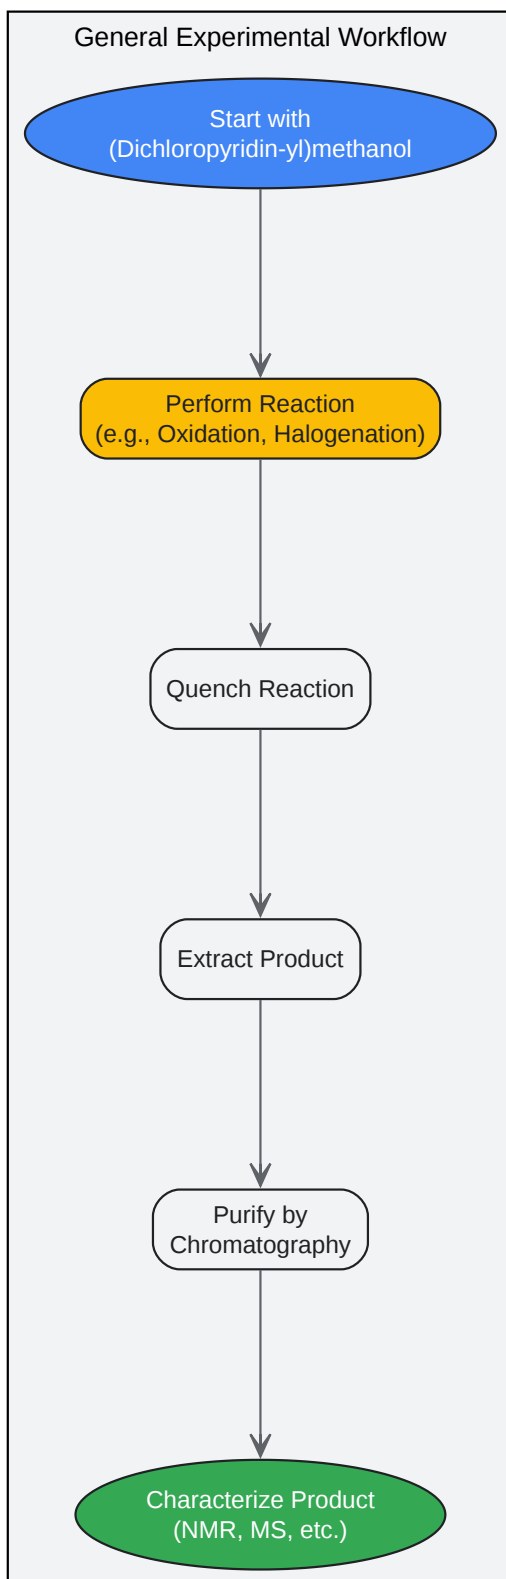 General Experimental Workflow
Start with
(Dichloropyridin-yl)methanol
Perform Reaction
(e.g., Oxidation, Halogenation)
Quench Reaction
Extract Product
Purify by
Chromatography
Characterize Product
(NMR, MS, etc.)